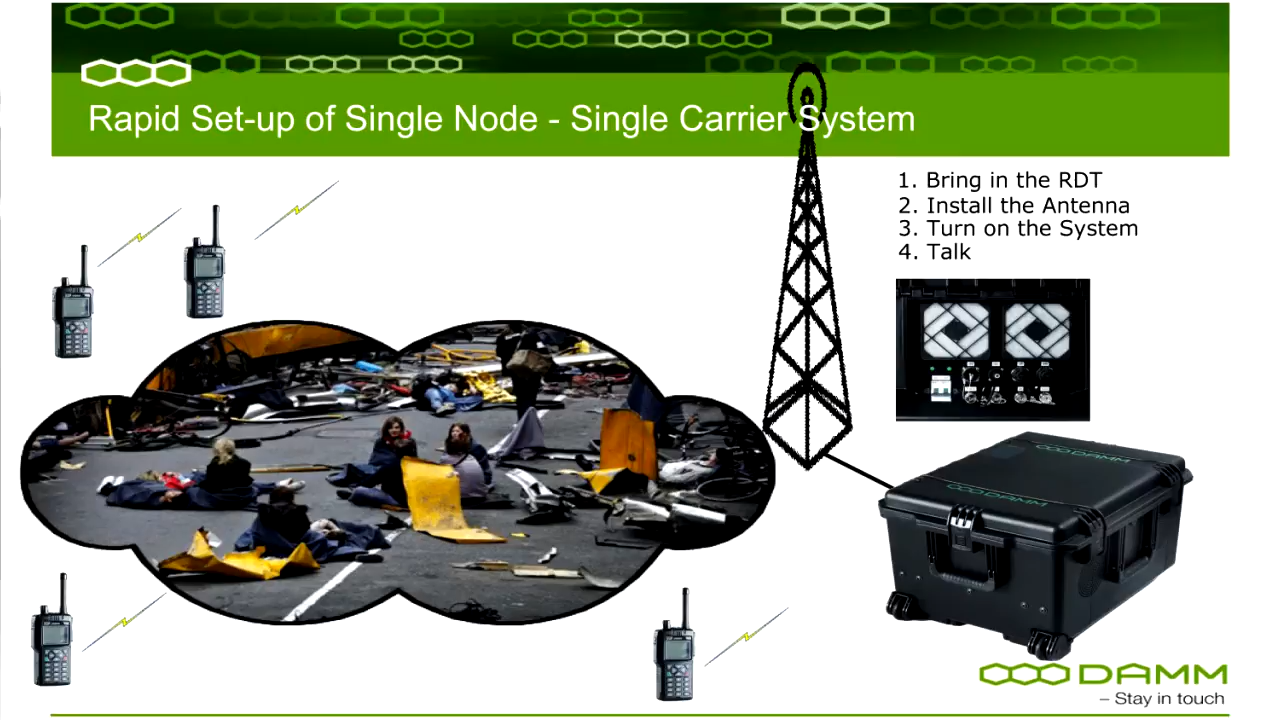 Rapid Set-up of Single Node - Single Carrier System
1. Bring in the RDT
2. Install the Antenna
3. Turn on the System
4. Talk
DAMM
DAMM
DAMM
– Stay in touch